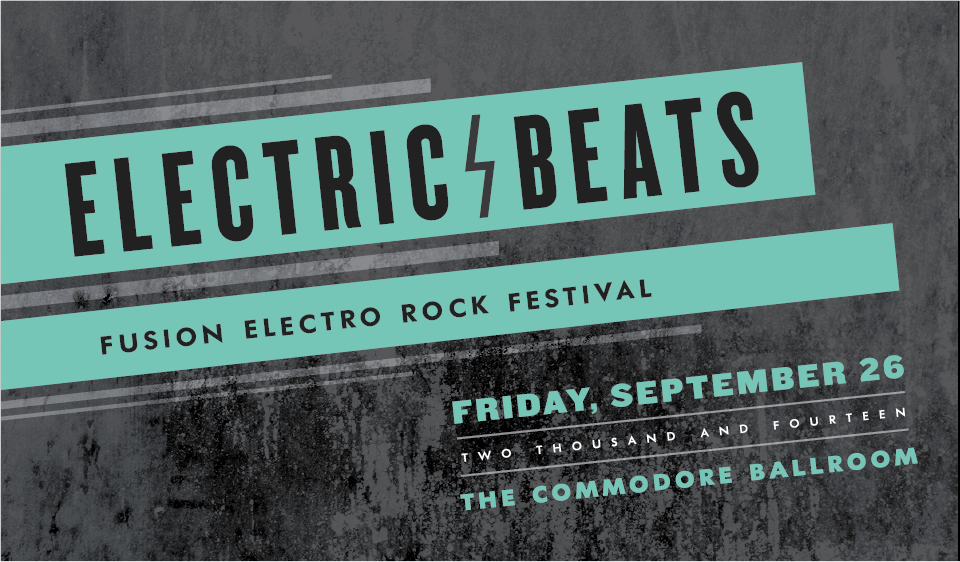 ELECTRIC BEATS
FUSION ELECTRO ROCK FESTIVAL
FRIDAY, SEPTEMBER 26
TWO THOUSAND AND FOURTEEN
THE COMMODORE BALLROOM